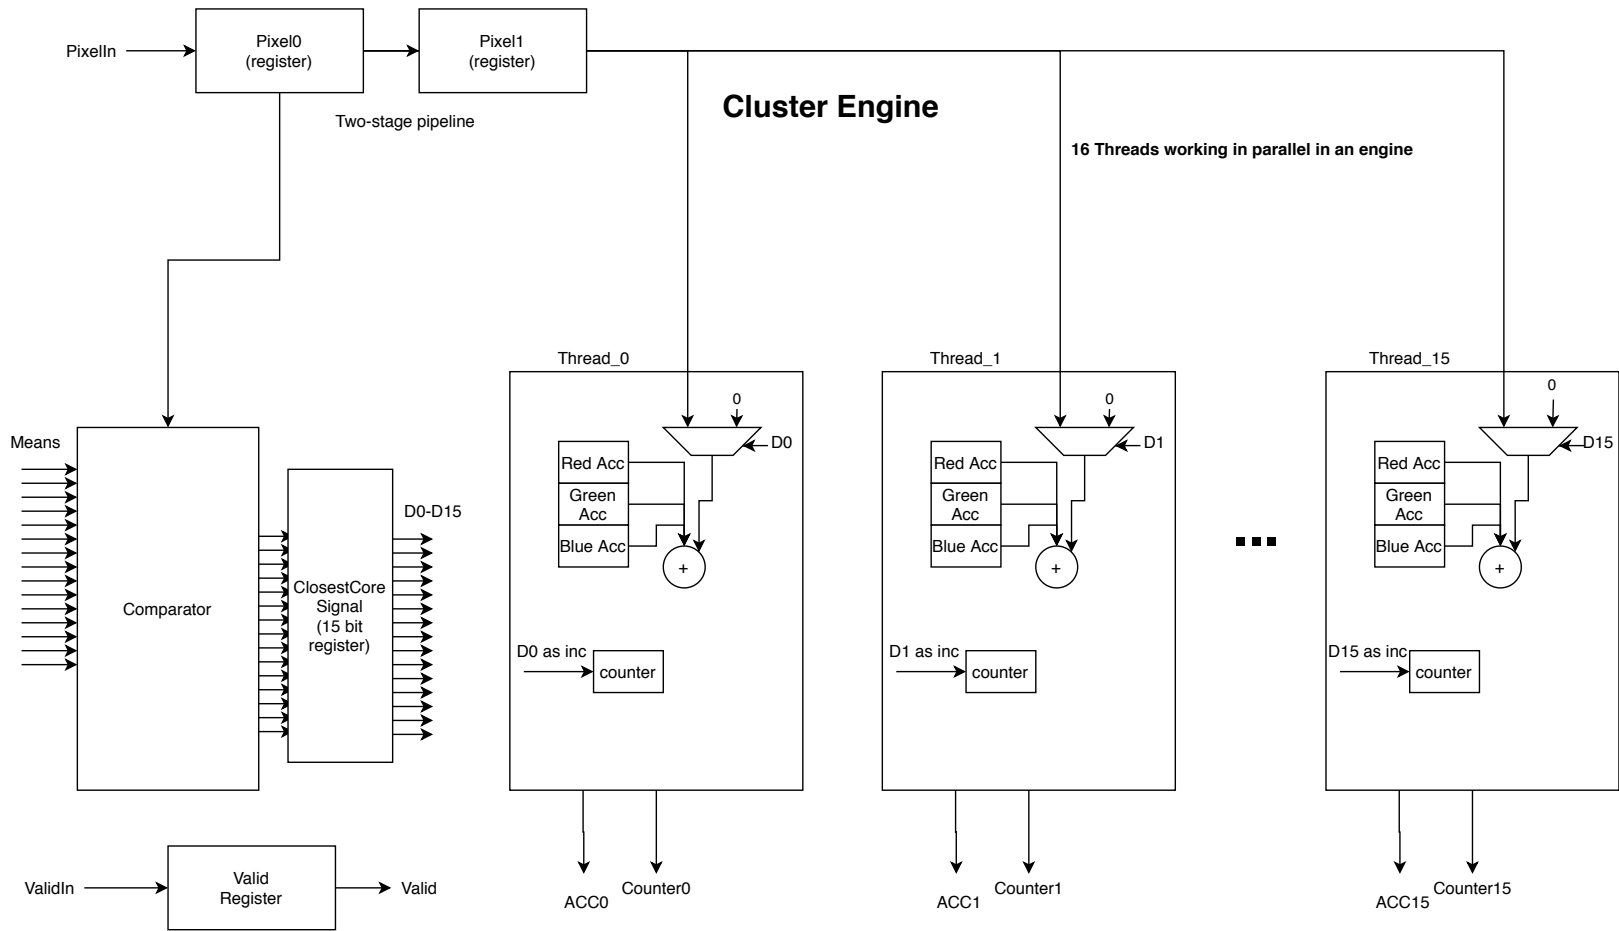 PixelIn
Pixel0
(register)
Pixel1
(register)
Two-stage pipeline
Cluster Engine
16 Threads working in parallel in an engine
Thread_0
Thread_1
Thread_15
0
0
0
D0
D1
D15
Means
Red Acc
Green
Acc
Blue Acc
+
Red Acc
Green
Acc
Blue Acc
+
Red Acc
Green
Acc
Blue Acc
+
D0-D15
Comparator
ClosestCore
Signal
(15 bit
register)
D0 as inc
counter
D1 as inc
counter
D15 as inc
counter
ValidIn
Valid
Register
Valid
ACC0
Counter0
ACC1
Counter1
ACC15
Counter15